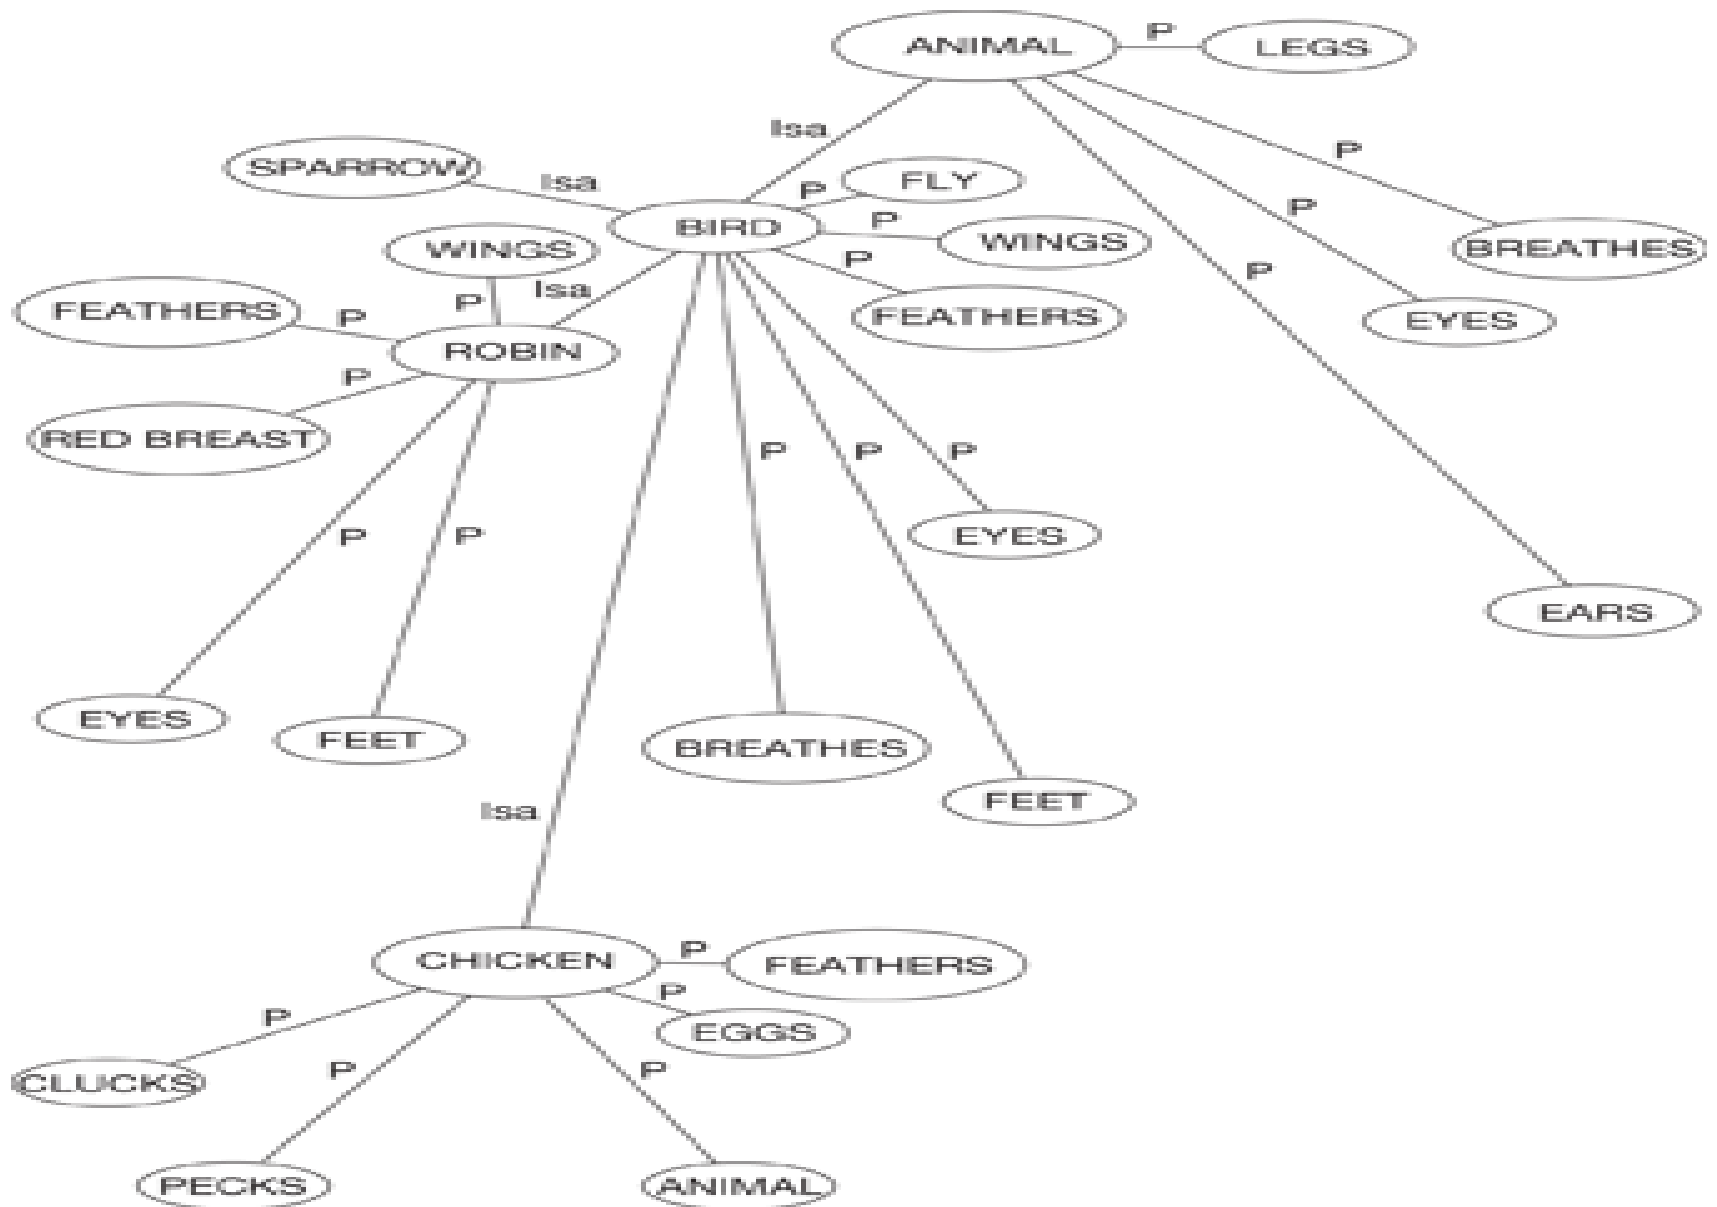 ANIMAL
P
LEGS
Isa
P
SPARROW
Isa
P
FLY
P
BIRD
P
WINGS
P
BREATHES
WINGS
P
P
FEATHERS
P
P
Isa
FEATHERS
EYES
ROBIN
P
RED BREAST
P
P
P
P
P
EYES
EARS
EYES
FEET
BREATHES
FEET
Isa
CHICKEN
P
FEATHERS
P
P
EGGS
CLUCKS
P
P
PECKS
ANIMAL